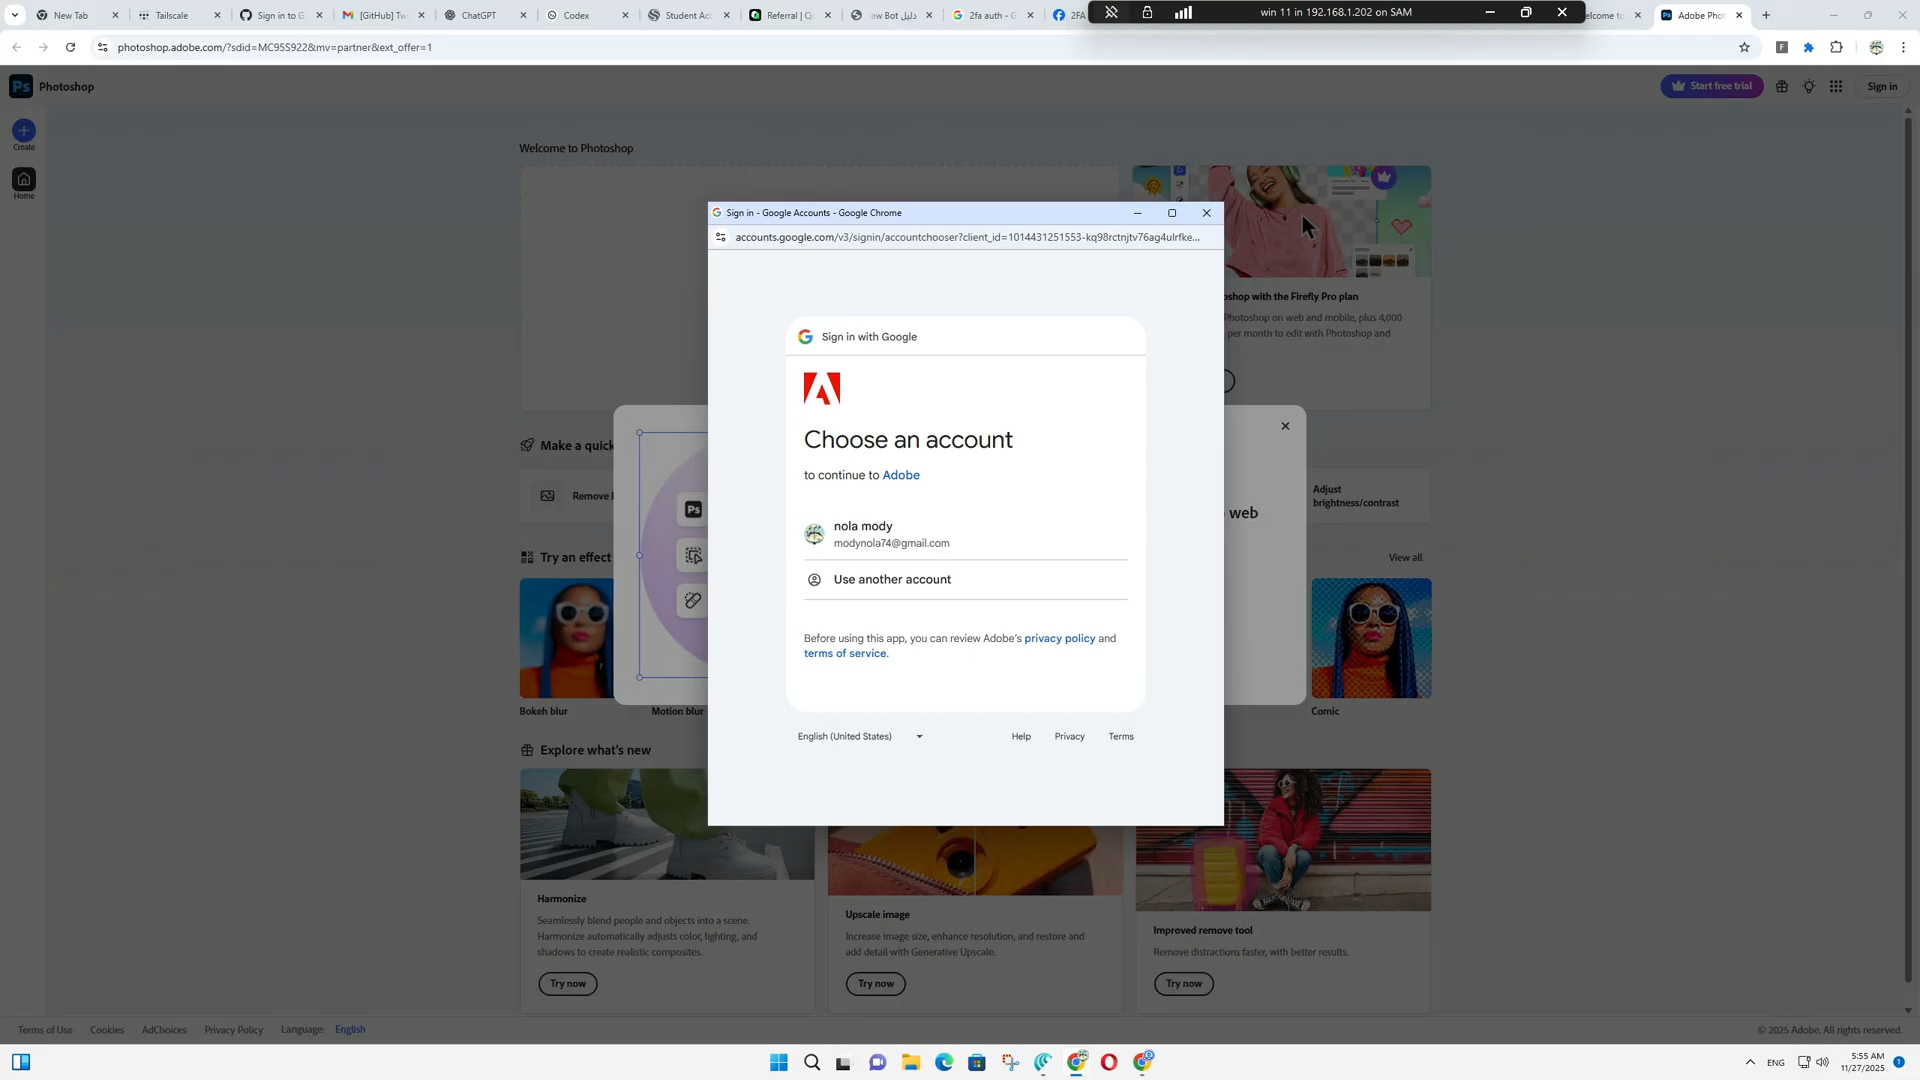 New Tab
Tailscale
Sign in to G
[GitHub] Tw
ChatGPT
Codex
Student Acc
Referral | Q
ew Bot دليل
2fa auth - G
2FA
win 11 in 192.168.1.202 on SAM
elcome to
Adobe Phot
photoshop.adobe.com/?sdid=MC95S922&mv=partner&ext_offer=1
Ps Photoshop
Start free trial
Sign in
Create
Home
Welcome to Photoshop
Sign in - Google Accounts - Google Chrome
accounts.google.com/v3/signin/accountchooser?client_id=1014431251553-kq98rctnjtv76ag4ulrfke...
Sign in with Google
Choose an account
to continue to Adobe
nola mody
modynola74@gmail.com
Use another account
Before using this app, you can review Adobe's privacy policy and
terms of service.
English (United States)
Help
Privacy
Terms
shop with the Firefly Pro plan
Photoshop on web and mobile, plus 4,000
per month to edit with Photoshop and
Make a quick
Remove
Ps
web
Adjust
brightness/contrast
Try an effect
View all
Bokeh blur
Motion blur
Comic
Explore what's new
Harmonize
Seamlessly blend people and objects into a scene.
Harmonize automatically adjusts color, lighting, and
shadows to create realistic composites.
Try now
Upscale image
Increase image size, enhance resolution, and restore and
add detail with Generative Upscale.
Try now
Improved remove tool
Remove distractions faster, with better results.
Try now
Terms of Use
Cookies
AdChoices
Privacy Policy
Language:
English
© 2025 Adobe. All rights reserved.
ENG
5:55 AM
11/27/2025
1